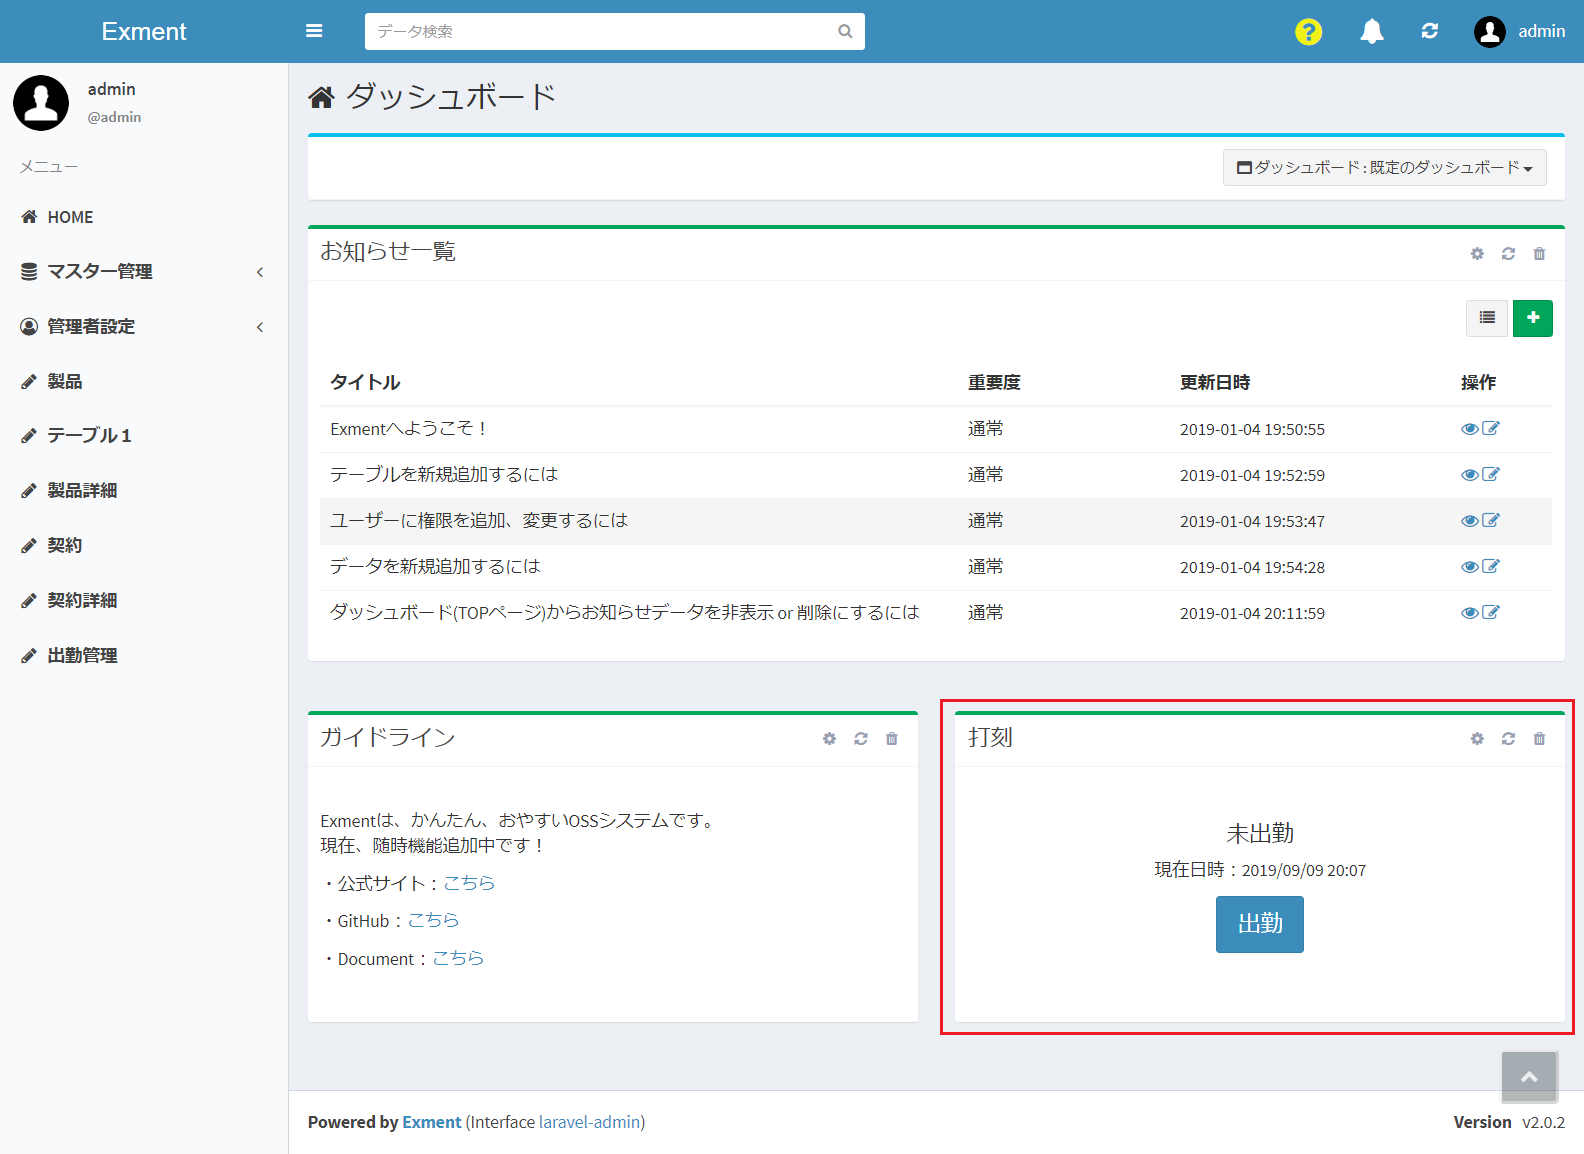 Exment
データ検索
admin
admin
@admin
メニュー
HOME
マスター管理
管理者設定
製品
テーブル１
製品詳細
契約
契約詳細
出勤管理
ダッシュボード
ダッシュボード : 既定のダッシュボード
お知らせ一覧
タイトル 重要度 更新日時 操作
Exmentへようこそ！ 通常 2019-01-04 19:50:55
テーブルを新規追加するには 通常 2019-01-04 19:52:59
ユーザーに権限を追加、変更するには 通常 2019-01-04 19:53:47
データを新規追加するには 通常 2019-01-04 19:54:28
ダッシュボード(TOPページ)からお知らせデータを非表示 or 削除にするには 通常 2019-01-04 20:11:59
ガイドライン
Exmentは、かんたん、おやすいOSSシステムです。
現在、随時機能追加中です！
・公式サイト：こちら
・GitHub：こちら
・Document：こちら
打刻
未出勤
現在日時：2019/09/09 20:07
出勤
Powered by Exment (Interface laravel-admin)
Version v2.0.2